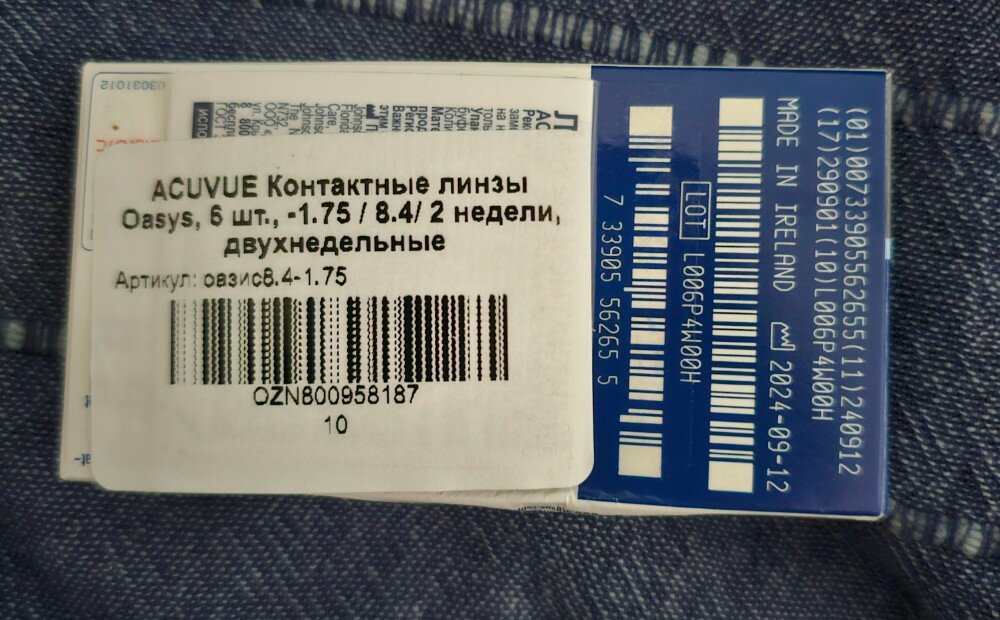 ACUVUE Контактные линзы
Oasys, 6 шт., -1.75 / 8.4/ 2 недели,
двухнедельные
Артикул: оазис8.4-1.75
OZN800958187
10
03031012
(01)00733905562655(11)240912
(17)290901(10)L006P4W00H
MADE IN IRELAND 2024-09-12
LOT L006P4W00H
7 33905 56265 5